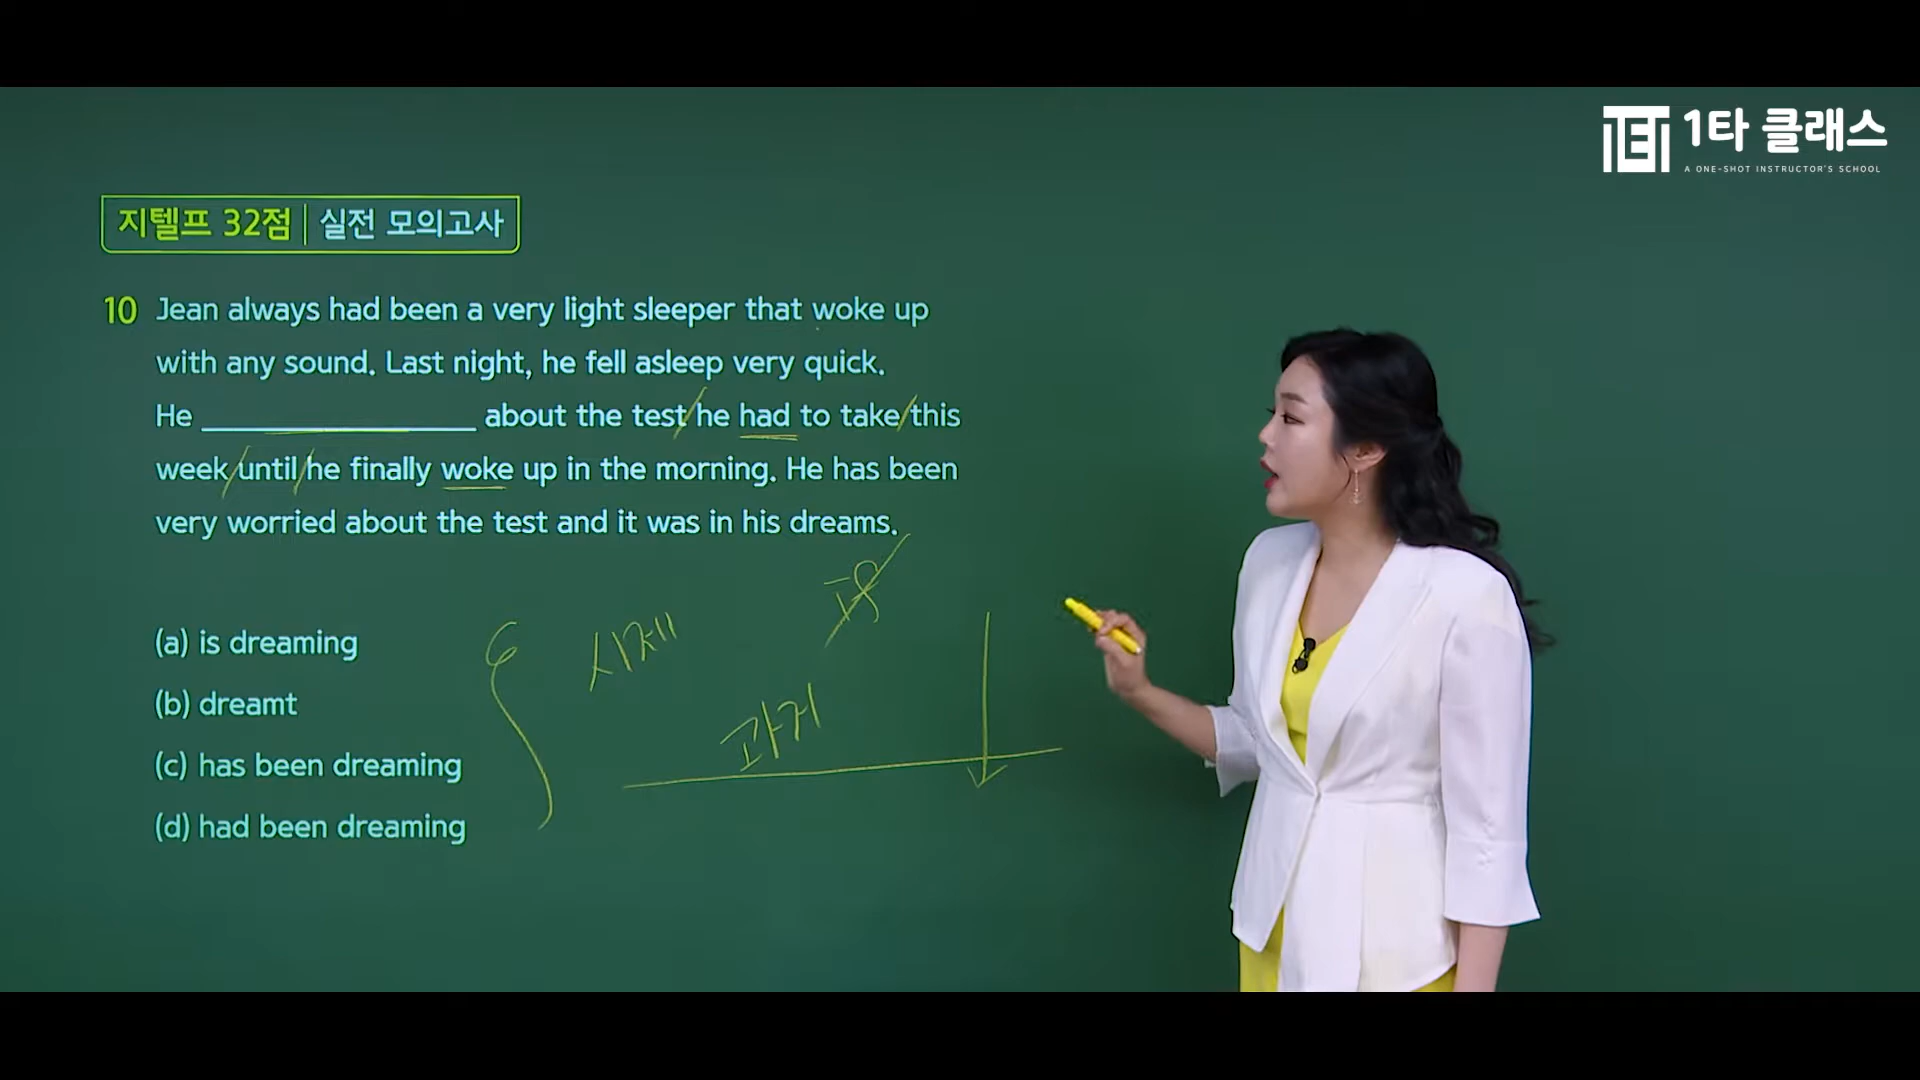 1타 클래스
A ONE-SHOT INSTRUCTOR'S SCHOOL
지텔프 32점 | 실전 모의고사
10 Jean always had been a very light sleeper that woke up
with any sound. Last night, he fell asleep very quick.
He ____________ about the test he had to take this
week until he finally woke up in the morning. He has been
very worried about the test and it was in his dreams.
(a) is dreaming
(b) dreamt
(c) has been dreaming
(d) had been dreaming
시제
과거